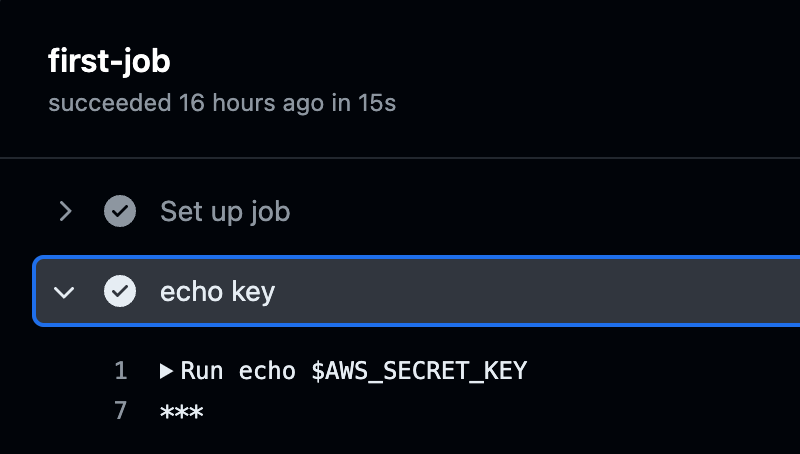 first-job
succeeded 16 hours ago in 15s
Set up job
echo key
1 ▶ Run echo $AWS_SECRET_KEY
7 ***